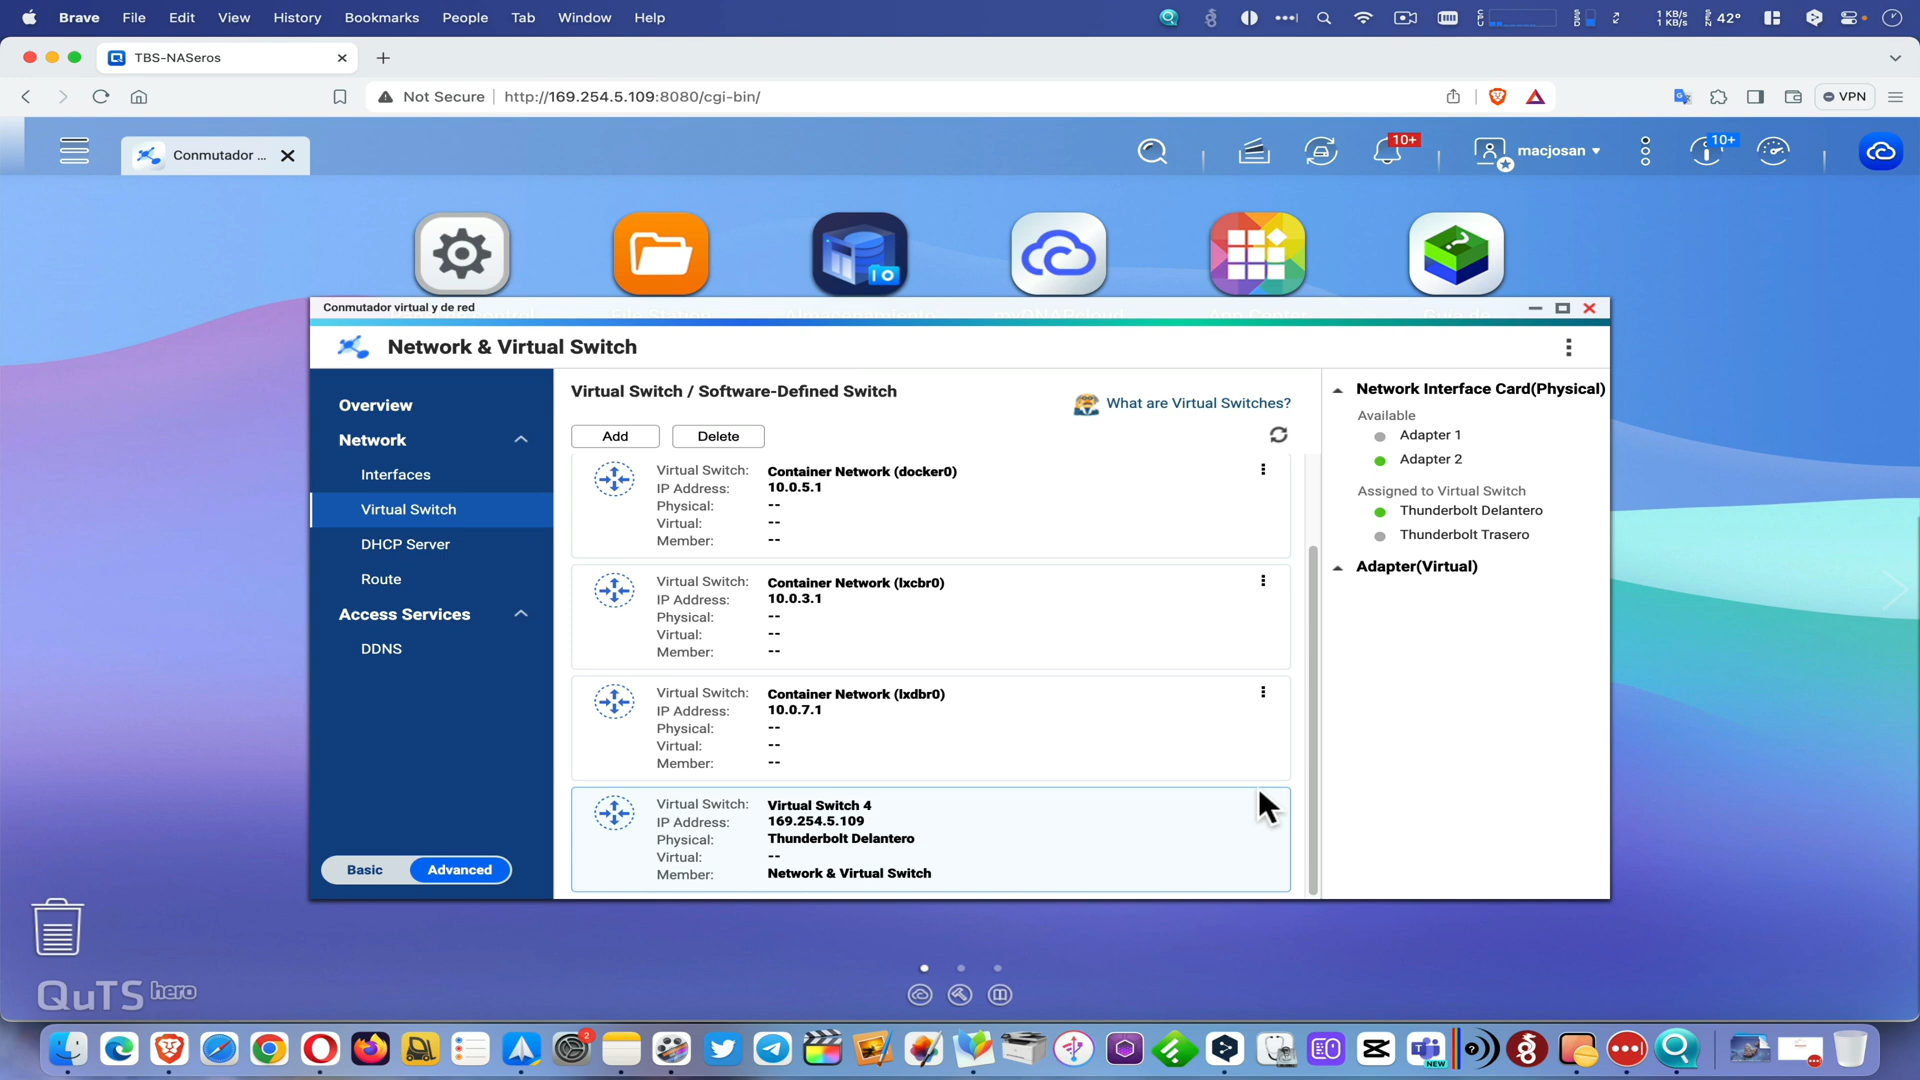 Brave File Edit View History Bookmarks People Tab Window Help
1 KB/s
1 KB/s
42°
TBS-NASeros
Not Secure http://169.254.5.109:8080/cgi-bin/
VPN
Conmutador ...
10+
macjosan
10+
Conmutador virtual y de red
Network & Virtual Switch
Overview
Network
Interfaces
Virtual Switch
DHCP Server
Route
Access Services
DDNS
Basic Advanced
Virtual Switch / Software-Defined Switch
What are Virtual Switches?
Add Delete
Virtual Switch: Container Network (docker0)
IP Address: 10.0.5.1
Physical: --
Virtual: --
Member: --
Virtual Switch: Container Network (lxcbr0)
IP Address: 10.0.3.1
Physical: --
Virtual: --
Member: --
Virtual Switch: Container Network (lxdbr0)
IP Address: 10.0.7.1
Physical: --
Virtual: --
Member: --
Virtual Switch: Virtual Switch 4
IP Address: 169.254.5.109
Physical: Thunderbolt Delantero
Virtual: --
Member: Network & Virtual Switch
Network Interface Card(Physical)
Available
Adapter 1
Adapter 2
Assigned to Virtual Switch
Thunderbolt Delantero
Thunderbolt Trasero
Adapter(Virtual)
QuTS hero
2
NEW